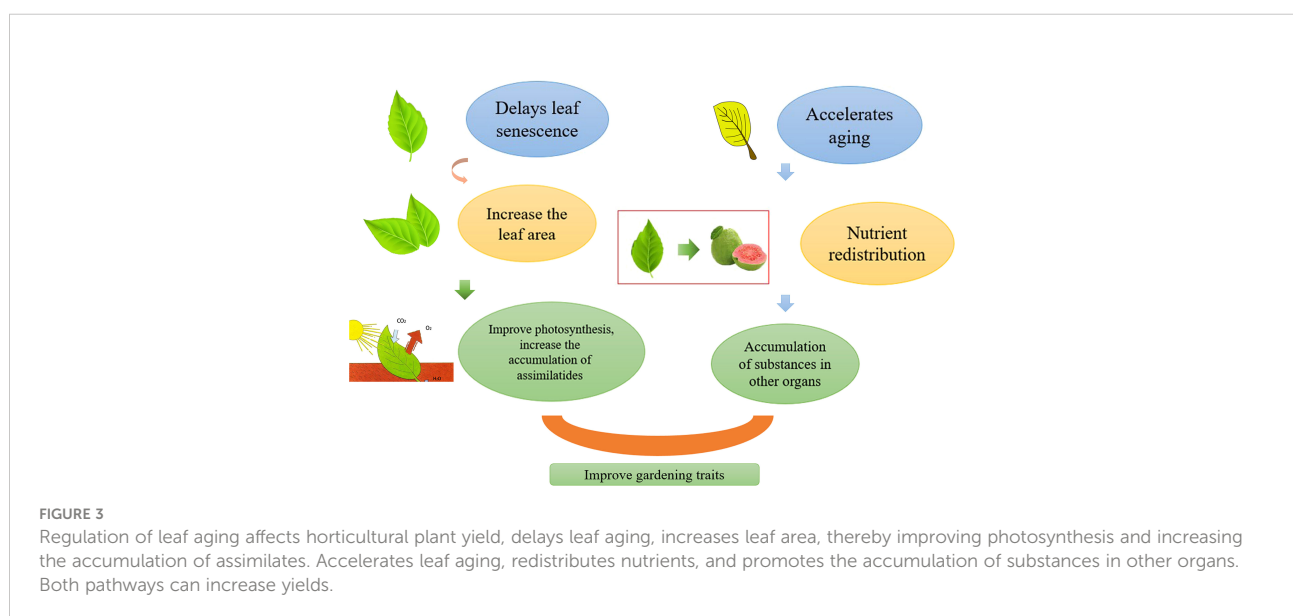 Delays leaf
senescence
Accelerates
aging
Increase the
leaf area
Nutrient
redistribution
CO₂
O₂
H₂O
Improve photosynthesis,
increase the
accumulation of
assimilatides
Accumulation
of substances in
other organs
Improve gardening traits
FIGURE 3
Regulation of leaf aging affects horticultural plant yield, delays leaf aging, increases leaf area, thereby improving photosynthesis and increasing
the accumulation of assimilates. Accelerates leaf aging, redistributes nutrients, and promotes the accumulation of substances in other organs.
Both pathways can increase yields.